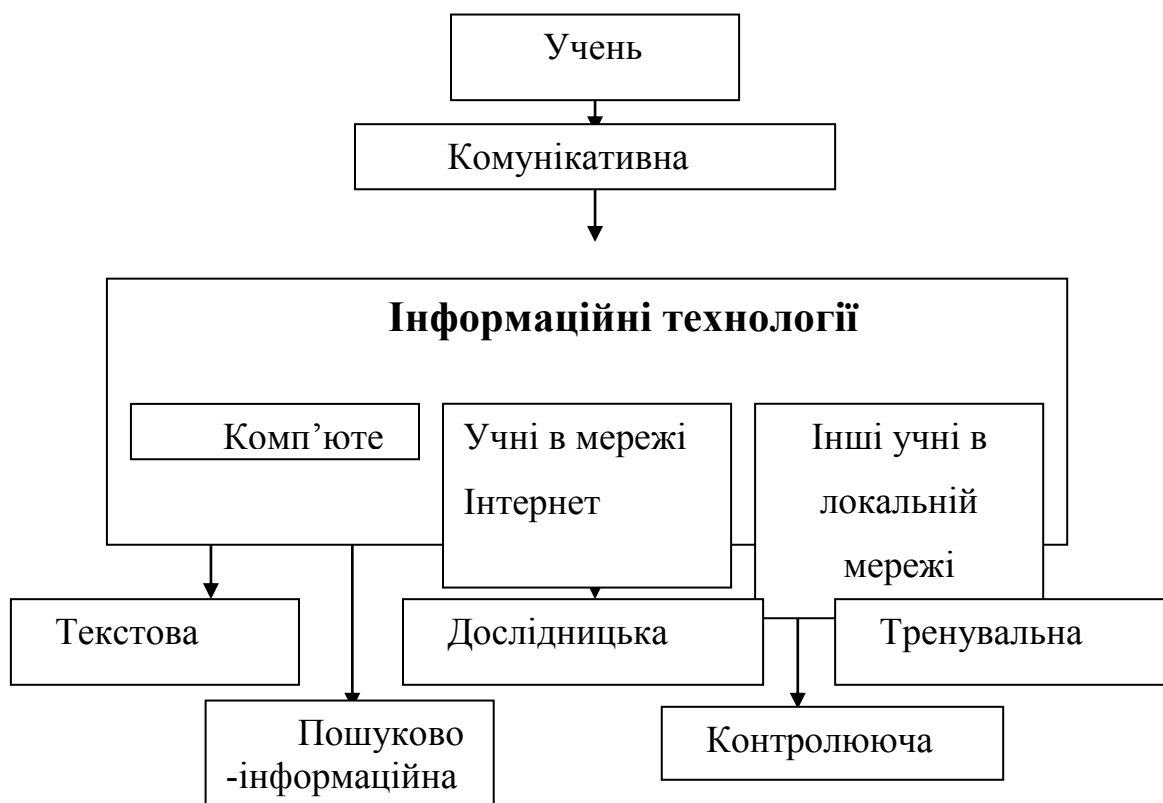 Учень
Комунікативна
Інформаційні технології
Комп’юте
Учні в мережі
Інтернет
Інші учні в
локальній
мережі
Текстова
Дослідницька
Тренувальна
Пошуково
-інформаційна
Контролююча